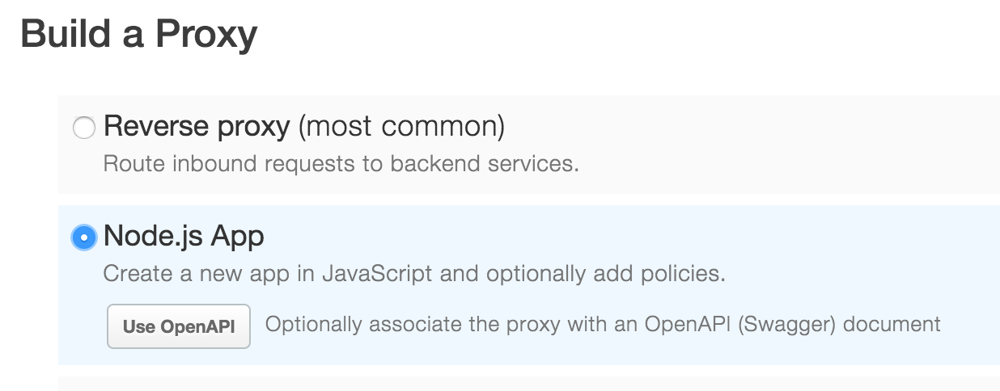 Build a Proxy
Reverse proxy (most common)
Route inbound requests to backend services.
Node.js App
Create a new app in JavaScript and optionally add policies.
Use OpenAPI Optionally associate the proxy with an OpenAPI (Swagger) document